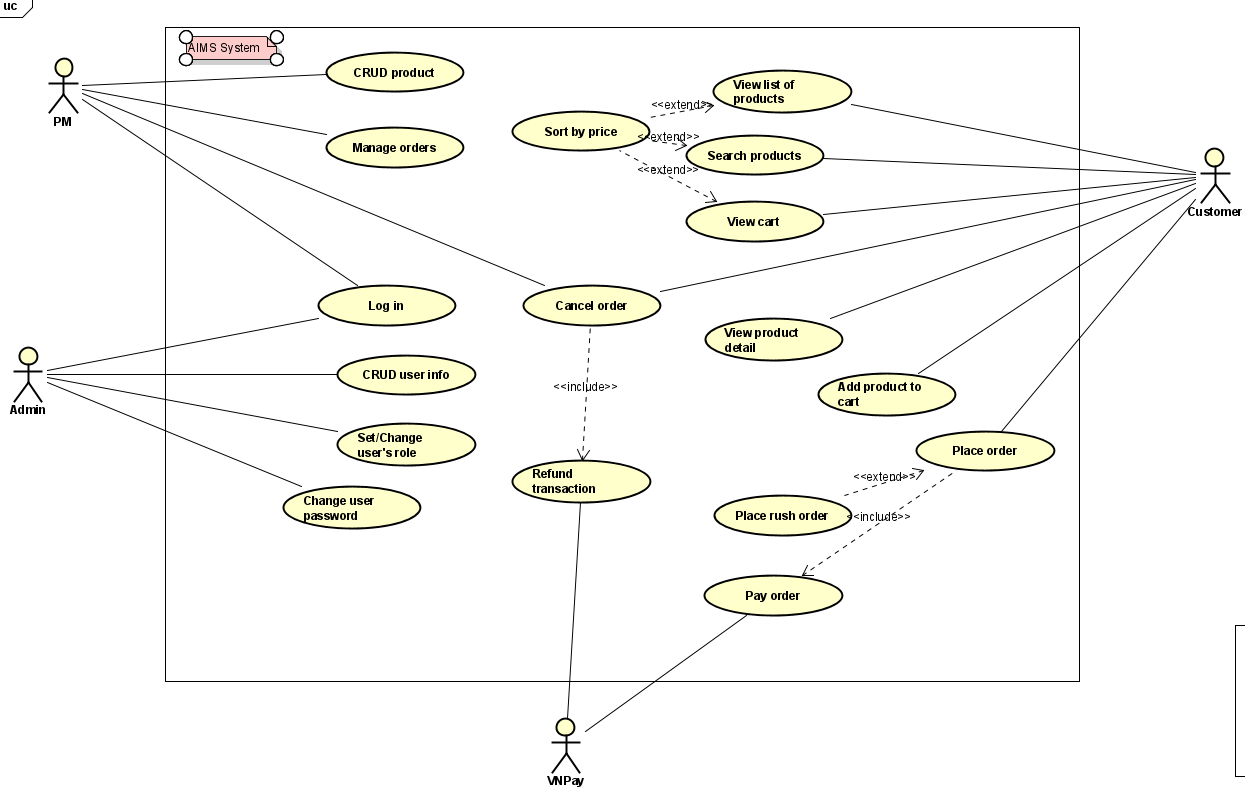 uc
AIMS System
CRUD product
PM
Manage orders
View list of
products
<<extend>>
Sort by price
<<extend>>
Search products
<<extend>>
View cart
Customer
Log in
Cancel order
View product
detail
CRUD user info
<<include>>
Add product to
cart
Admin
Set/Change
user's role
Place order
Refund
transaction
<<extend>>
Change user
password
Place rush order
<<include>>
Pay order
VNPay